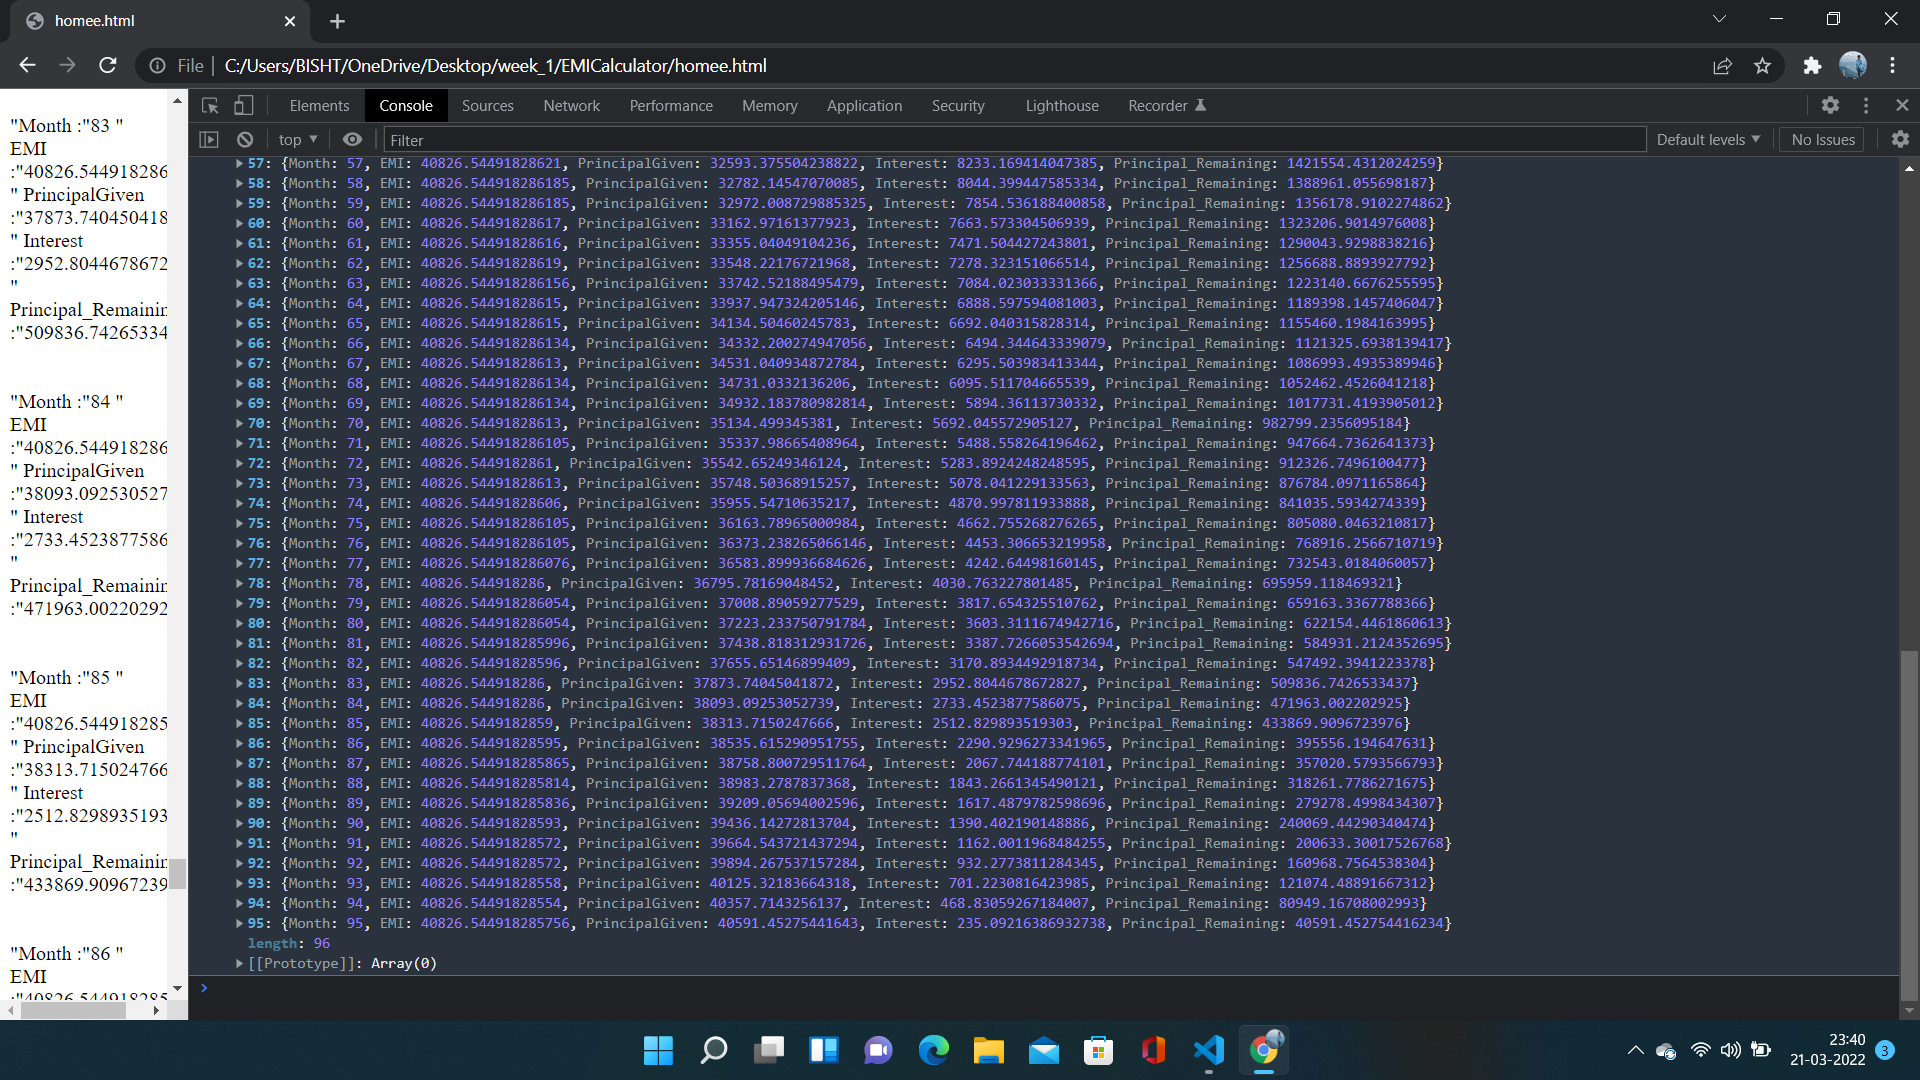 homee.html
File
C:/Users/BISHT/OneDrive/Desktop/week_1/EMICalculator/homee.html
"Month :"83 "
EMI
:"40826.544918286
" PrincipalGiven
:"37873.740450418
" Interest
:"2952.8044678672
"
Principal_Remainin
:"509836.74265334
"Month :"84 "
EMI
:"40826.544918286
" PrincipalGiven
:"38093.092530527
" Interest
:"2733.4523877586
"
Principal_Remainin
:"471963.00220292
"Month :"85 "
EMI
:"40826.544918285
" PrincipalGiven
:"38313.715024766
" Interest
:"2512.8298935193
"
Principal_Remainin
:"433869.90967239
"Month :"86 "
EMI
:"40826.544918285
Elements Console Sources Network Performance Memory Application Security Lighthouse Recorder
top Filter Default levels No Issues
57: {Month: 57, EMI: 40826.54491828621, PrincipalGiven: 32593.375504238822, Interest: 8233.169414047385, Principal_Remaining: 1421554.4312024259}
58: {Month: 58, EMI: 40826.544918286185, PrincipalGiven: 32782.14547070085, Interest: 8044.399447585334, Principal_Remaining: 1388961.055698187}
59: {Month: 59, EMI: 40826.544918286185, PrincipalGiven: 32972.008729885325, Interest: 7854.536188400858, Principal_Remaining: 1356178.9102274862}
60: {Month: 60, EMI: 40826.54491828617, PrincipalGiven: 33162.97161377923, Interest: 7663.573304506939, Principal_Remaining: 1323206.9014976008}
61: {Month: 61, EMI: 40826.54491828616, PrincipalGiven: 33355.04049104236, Interest: 7471.504427243801, Principal_Remaining: 1290043.9298838216}
62: {Month: 62, EMI: 40826.54491828619, PrincipalGiven: 33548.22176721968, Interest: 7278.323151066514, Principal_Remaining: 1256688.8893927792}
63: {Month: 63, EMI: 40826.544918286156, PrincipalGiven: 33742.52188495479, Interest: 7084.023033331366, Principal_Remaining: 1223140.6676255595}
64: {Month: 64, EMI: 40826.54491828615, PrincipalGiven: 33937.947324205146, Interest: 6888.597594081003, Principal_Remaining: 1189398.1457406047}
65: {Month: 65, EMI: 40826.54491828615, PrincipalGiven: 34134.50460245783, Interest: 6692.040315828314, Principal_Remaining: 1155460.1984163995}
66: {Month: 66, EMI: 40826.544918286134, PrincipalGiven: 34332.200274947056, Interest: 6494.344643339079, Principal_Remaining: 1121325.6938139417}
67: {Month: 67, EMI: 40826.54491828613, PrincipalGiven: 34531.040934872784, Interest: 6295.503983413344, Principal_Remaining: 1086993.4935389946}
68: {Month: 68, EMI: 40826.544918286134, PrincipalGiven: 34731.0332136206, Interest: 6095.511704665539, Principal_Remaining: 1052462.4526041218}
69: {Month: 69, EMI: 40826.544918286134, PrincipalGiven: 34932.183780982814, Interest: 5894.36113730332, Principal_Remaining: 1017731.4193905012}
70: {Month: 70, EMI: 40826.54491828613, PrincipalGiven: 35134.499345381, Interest: 5692.045572905127, Principal_Remaining: 982799.2356095184}
71: {Month: 71, EMI: 40826.544918286105, PrincipalGiven: 35337.98665408964, Interest: 5488.558264196462, Principal_Remaining: 947664.7362641373}
72: {Month: 72, EMI: 40826.5449182861, PrincipalGiven: 35542.65249346124, Interest: 5283.8924248248595, Principal_Remaining: 912326.7496100477}
73: {Month: 73, EMI: 40826.54491828613, PrincipalGiven: 35748.50368915257, Interest: 5078.041229133563, Principal_Remaining: 876784.0971165864}
74: {Month: 74, EMI: 40826.54491828606, PrincipalGiven: 35955.54710635217, Interest: 4870.997811933888, Principal_Remaining: 841035.5934274339}
75: {Month: 75, EMI: 40826.544918286105, PrincipalGiven: 36163.78965000984, Interest: 4662.755268276265, Principal_Remaining: 805080.0463210817}
76: {Month: 76, EMI: 40826.544918286105, PrincipalGiven: 36373.238265066146, Interest: 4453.306653219958, Principal_Remaining: 768916.2566710719}
77: {Month: 77, EMI: 40826.544918286076, PrincipalGiven: 36583.899936684626, Interest: 4242.64498160145, Principal_Remaining: 732543.0184060057}
78: {Month: 78, EMI: 40826.544918286, PrincipalGiven: 36795.78169048452, Interest: 4030.763227801485, Principal_Remaining: 695959.118469321}
79: {Month: 79, EMI: 40826.544918286054, PrincipalGiven: 37008.89059277529, Interest: 3817.654325510762, Principal_Remaining: 659163.3367788366}
80: {Month: 80, EMI: 40826.544918286054, PrincipalGiven: 37223.233750791784, Interest: 3603.3111674942716, Principal_Remaining: 622154.4461860613}
81: {Month: 81, EMI: 40826.544918285996, PrincipalGiven: 37438.818312931726, Interest: 3387.7266053542694, Principal_Remaining: 584931.2124352695}
82: {Month: 82, EMI: 40826.5449182​8596, PrincipalGiven: 37655.65146899409, Interest: 3170.8934492918734, Principal_Remaining: 547492.3941223378}
83: {Month: 83, EMI: 40826.544918286, PrincipalGiven: 37873.74045041872, Interest: 2952.8044678672827, Principal_Remaining: 509836.7426533437}
84: {Month: 84, EMI: 40826.544918286, PrincipalGiven: 38093.09253052739, Interest: 2733.4523877586075, Principal_Remaining: 471963.002202925}
85: {Month: 85, EMI: 40826.5449182859, PrincipalGiven: 38313.7150247666, Interest: 2512.829893519303, Principal_Remaining: 433869.9096723976}
86: {Month: 86, EMI: 40826.54491828595, PrincipalGiven: 38535.615290951755, Interest: 2290.9296273341965, Principal_Remaining: 395556.194647631}
87: {Month: 87, EMI: 40826.544918285865, PrincipalGiven: 38758.800729511764, Interest: 2067.744188774101, Principal_Remaining: 357020.5793566793}
88: {Month: 88, EMI: 40826.544918285814, PrincipalGiven: 38983.2787837368, Interest: 1843.2661345490121, Principal_Remaining: 318261.7786271675}
89: {Month: 89, EMI: 40826.544918285836, PrincipalGiven: 39209.05694002596, Interest: 1617.4879782598696, Principal_Remaining: 279278.4998434307}
90: {Month: 90, EMI: 40826.54491828593, PrincipalGiven: 39436.14272813704, Interest: 1390.402190148886, Principal_Remaining: 240069.44290340474}
91: {Month: 91, EMI: 40826.54491828572, PrincipalGiven: 39664.543721437294, Interest: 1162.0011968484255, Principal_Remaining: 200633.30017526768}
92: {Month: 92, EMI: 40826.54491828572, PrincipalGiven: 39894.267537157284, Interest: 932.2773811284345, Principal_Remaining: 160968.7564538304}
93: {Month: 93, EMI: 40826.54491828558, PrincipalGiven: 40125.32183664318, Interest: 701.2230816423985, Principal_Remaining: 121074.48891667312}
94: {Month: 94, EMI: 40826.54491828554, PrincipalGiven: 40357.7143256137, Interest: 468.83059267184007, Principal_Remaining: 80949.16708002993}
95: {Month: 95, EMI: 40826.544918285756, PrincipalGiven: 40591.45275441643, Interest: 235.09216386932738, Principal_Remaining: 40591.452754416234}
length: 96
[[Prototype]]: Array(0)
23:40
21-03-2022
3